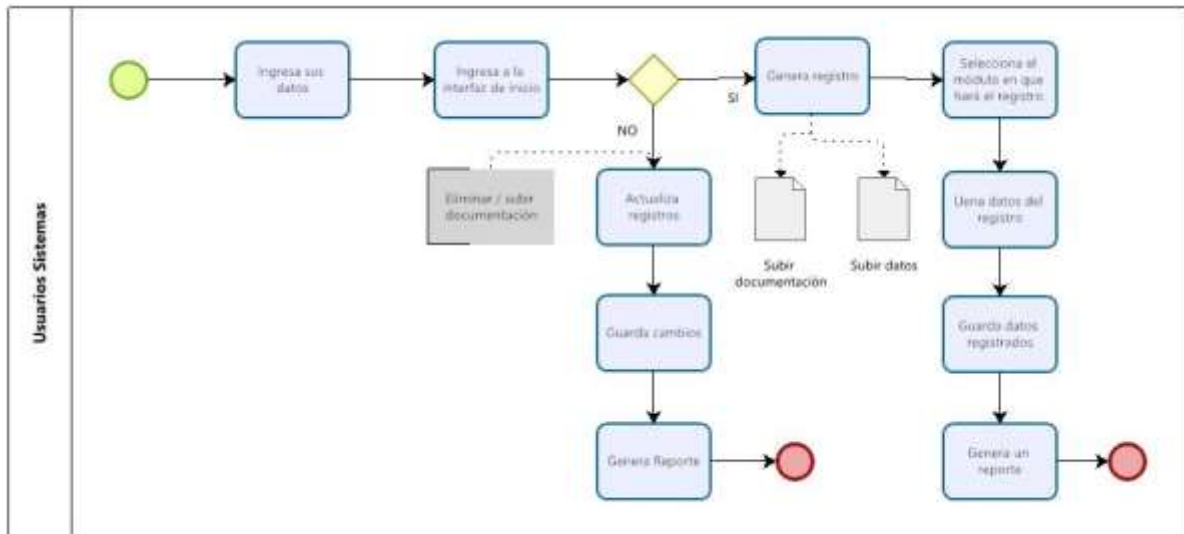 Usuarios Sistemas
Ingresa sus
datos
Ingresa a la
interfaz de inicio
SI
NO
Genera registro
Selecciona el
módulo en que
hará el registro
Eliminar / subir
documentación
Actualiza
registros
Subir
documentación
Subir datos
Llena datos del
registro
Guarda cambios
Guarda datos
registrados
Genera Reporte
Genera un
reporte